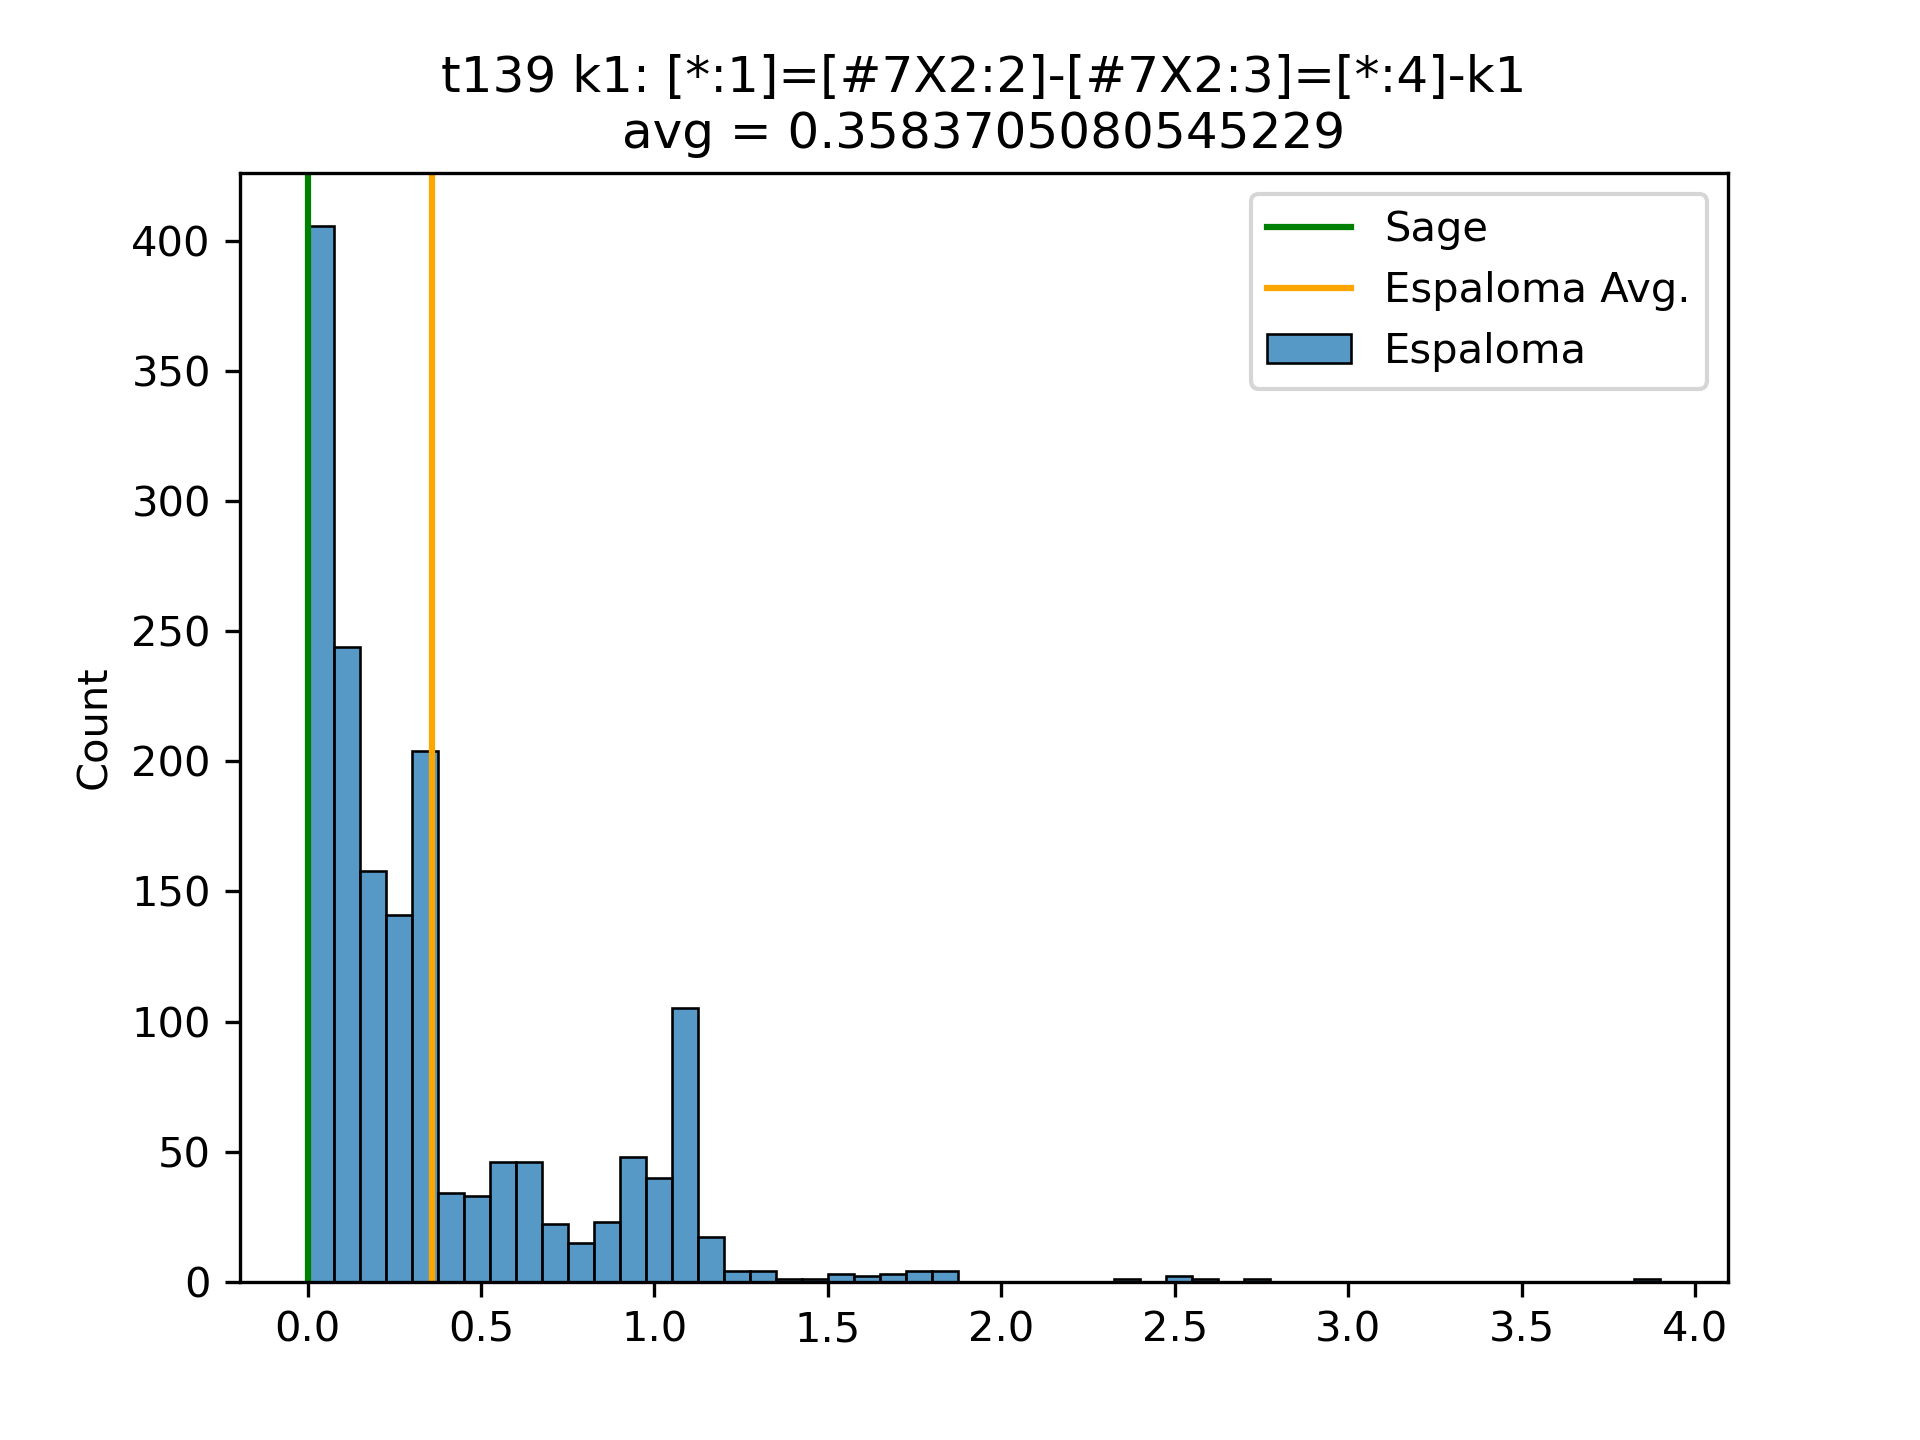 t139 k1: [*:1]=[#7X2:2]-[#7X2:3]=[*:4]-k1
avg = 0.3583705080545229
Sage
Espaloma Avg.
Espaloma
Count
400
350
300
250
200
150
100
50
0
0.0 0.5 1.0 1.5 2.0 2.5 3.0 3.5 4.0